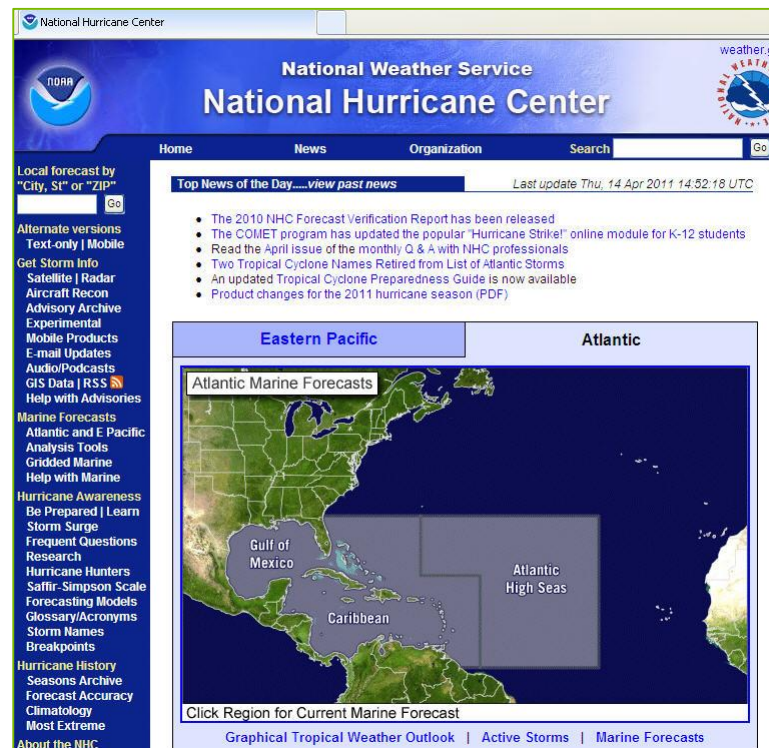 National Hurricane Center
weather.g
NOAA
National Weather Service
National Hurricane Center
Home News Organization Search Go
Local forecast by
"City, St" or "ZIP"
Go
Alternate versions
Text-only | Mobile
Get Storm Info
Satellite | Radar
Aircraft Recon
Advisory Archive
Experimental
Mobile Products
E-mail Updates
Audio/Podcasts
GIS Data | RSS
Help with Advisories
Marine Forecasts
Atlantic and E Pacific
Analysis Tools
Gridded Marine
Help with Marine
Hurricane Awareness
Be Prepared | Learn
Storm Surge
Frequent Questions
Research
Hurricane Hunters
Saffir-Simpson Scale
Forecasting Models
Glossary/Acronyms
Storm Names
Breakpoints
Hurricane History
Seasons Archive
Forecast Accuracy
Climatology
Most Extreme
About the NHC
Top News of the Day.....view past news Last update Thu, 14 Apr 2011 14:52:18 UTC
The 2010 NHC Forecast Verification Report has been released
The COMET program has updated the popular "Hurricane Strike!" online module for K-12 students
Read the April issue of the monthly Q & A with NHC professionals
Two Tropical Cyclone Names Retired from List of Atlantic Storms
An updated Tropical Cyclone Preparedness Guide is now available
Product changes for the 2011 hurricane season (PDF)
Eastern Pacific Atlantic
Atlantic Marine Forecasts
Gulf of
Mexico
Atlantic
High Seas
Caribbean
Click Region for Current Marine Forecast
Graphical Tropical Weather Outlook | Active Storms | Marine Forecasts